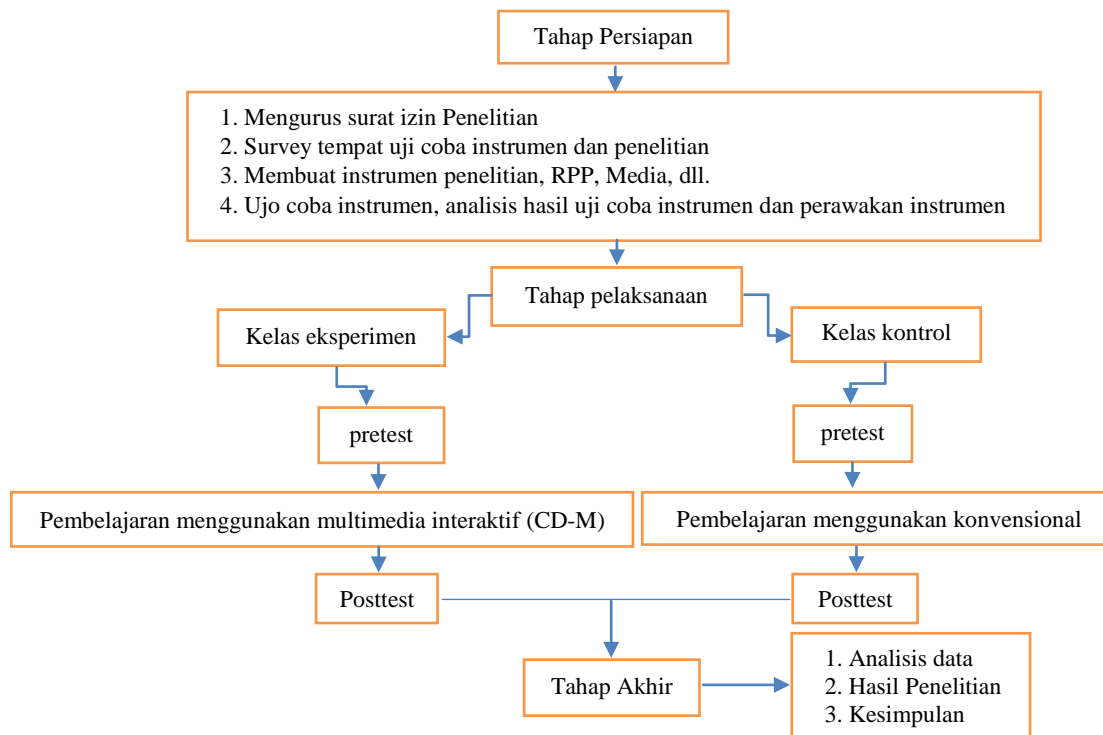 Tahap Persiapan
1. Mengurus surat izin Penelitian
2. Survey tempat uji coba instrumen dan penelitian
3. Membuat instrumen penelitian, RPP, Media, dll.
4. Ujo coba instrumen, analisis hasil uji coba instrumen dan perawakan instrumen
Tahap pelaksanaan
Kelas eksperimen
Kelas kontrol
pretest
pretest
Pembelajaran menggunakan multimedia interaktif (CD-M)
Pembelajaran menggunakan konvensional
Posttest
Posttest
Tahap Akhir
1. Analisis data
2. Hasil Penelitian
3. Kesimpulan